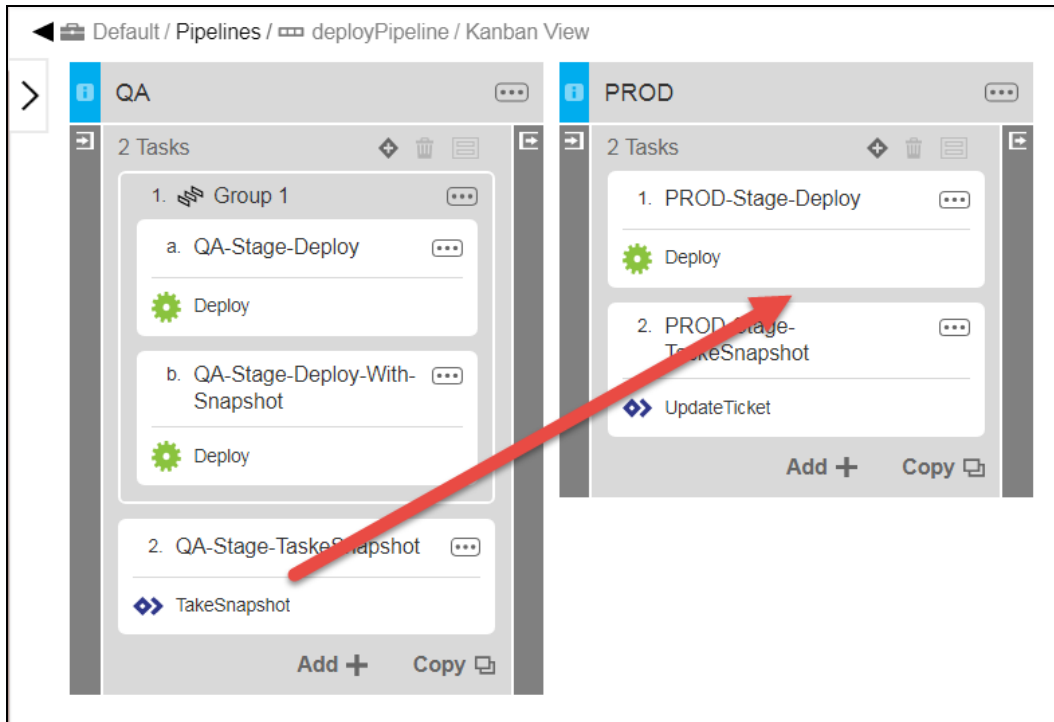 Default / Pipelines / deployPipeline / Kanban View
QA
2 Tasks
1. Group 1
a. QA-Stage-Deploy
Deploy
b. QA-Stage-Deploy-With-
Snapshot
Deploy
2. QA-Stage-TaskeSnapshot
TakeSnapshot
Add
Copy
PROD
2 Tasks
1. PROD-Stage-Deploy
Deploy
2. PROD-Stage-
TaskeSnapshot
UpdateTicket
Add
Copy